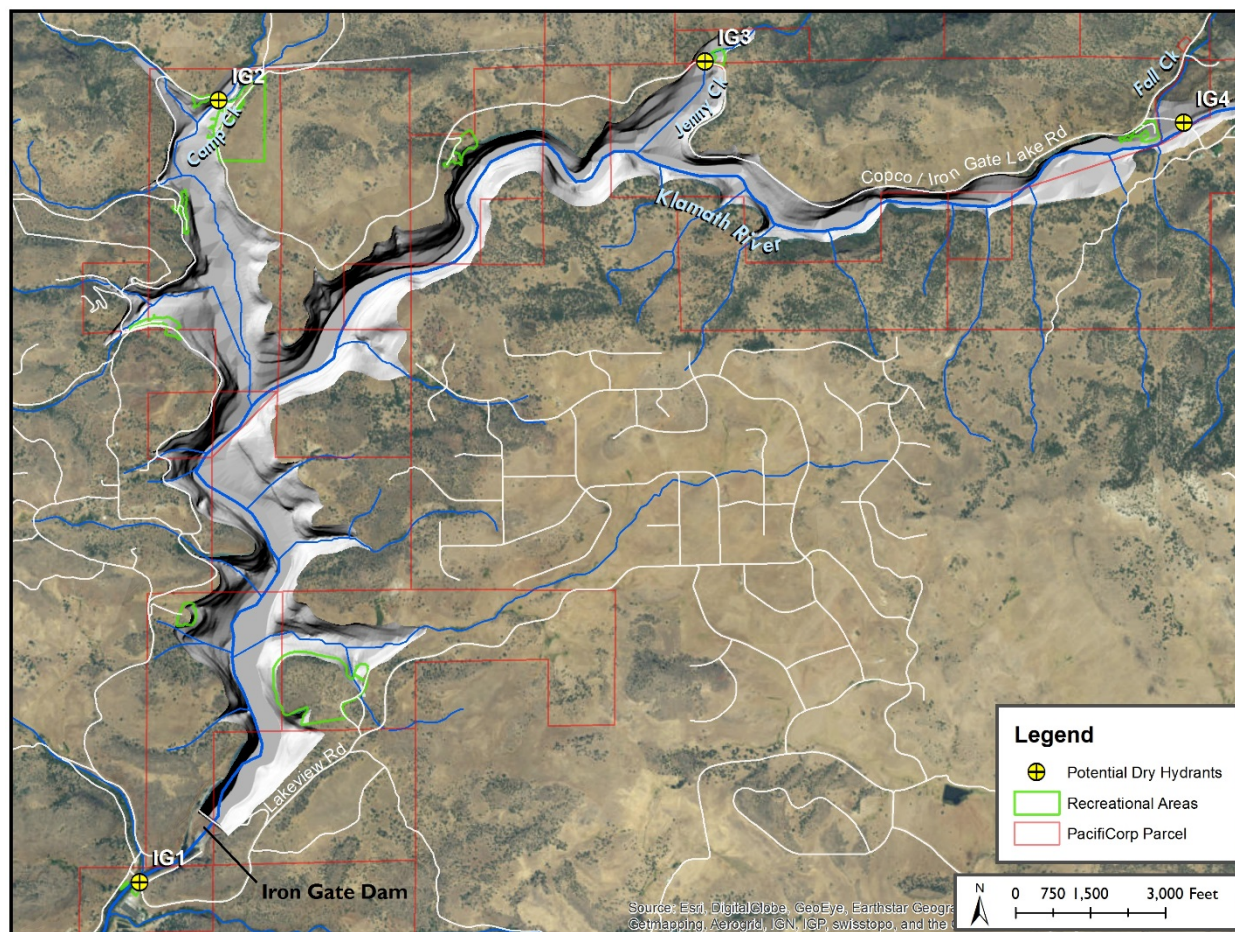 IG3
IG2
Fall Ck
IG4
Jenny Ck
Camp Ck
Copco / Iron Gate Lake Rd
Klamath River
Legend
Potential Dry Hydrants
Recreational Areas
PacifiCorp Parcel
Lakeview Rd
IG1
Iron Gate Dam
N
0 750 1,500 3,000 Feet
Source: Esri, DigitalGlobe, GeoEye, Earthstar Geogra
Getmapping, Aerogrid, IGN, IGP, swisstopo, and the